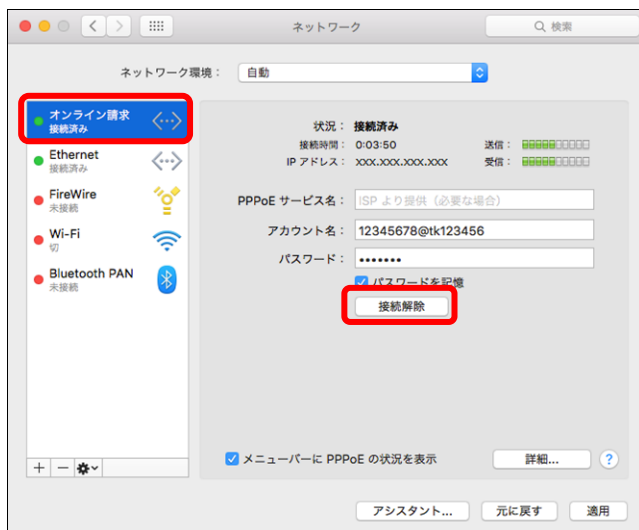 ネットワーク
検索
ネットワーク環境： 自動
オンライン請求
接続済み
Ethernet
接続済み
FireWire
未接続
Wi-Fi
切
Bluetooth PAN
未接続
状況： 接続済み
接続時間： 0:03:50 送信：
IP アドレス： XXX.XXX.XXX.XXX 受信：
PPPoE サービス名： ISP より提供（必要な場合）
アカウント名： 12345678@tk123456
パスワード： •••••••
パスワードを記憶
接続解除
メニューバーに PPPoE の状況を表示
詳細... ?
アシスタント... 元に戻す 適用